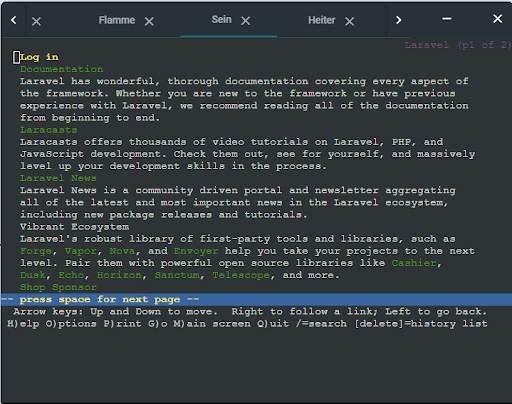 Flamme
Sein
Heiter
Laravel (p1 of 2)
Log in
Documentation
Laravel has wonderful, thorough documentation covering every aspect of
the framework. Whether you are new to the framework or have previous
experience with Laravel, we recommend reading all of the documentation
from beginning to end.
Laracasts
Laracasts offers thousands of video tutorials on Laravel, PHP, and
JavaScript development. Check them out, see for yourself, and massively
level up your development skills in the process.
Laravel News
Laravel News is a community driven portal and newsletter aggregating
all of the latest and most important news in the Laravel ecosystem,
including new package releases and tutorials.
Vibrant Ecosystem
Laravel's robust library of first-party tools and libraries, such as
Forge, Vapor, Nova, and Envoyer help you take your projects to the next
level. Pair them with powerful open source libraries like Cashier,
Dusk, Echo, Horizon, Sanctum, Telescope, and more.
Shop Sponsor
-- press space for next page --
Arrow keys: Up and Down to move.  Right to follow a link; Left to go back.
H)elp O)ptions P)rint G)o M)ain screen Q)uit /=search [delete]=history list